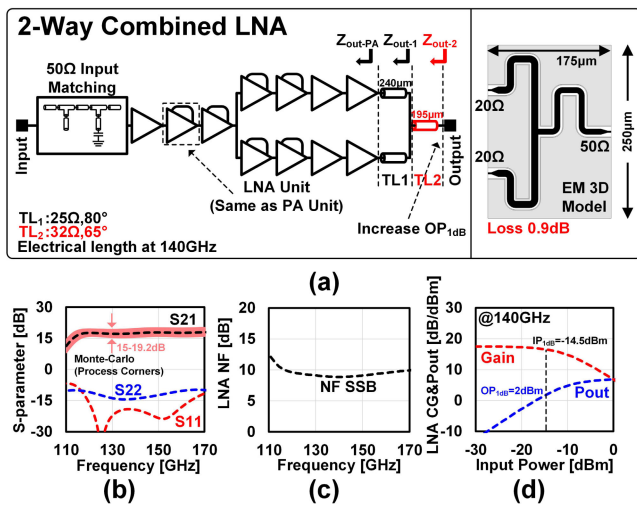 2-Way Combined LNA
50Ω Input
Matching
Input
LNA Unit
(Same as PA Unit)
Zout-PA
Zout-1
Zout-2
240μm
195μm
TL1
TL2
Output
Increase OP1dB
TL1:25Ω,80°
TL2:32Ω,65°
Electrical length at 140GHz
175μm
20Ω
20Ω
50Ω
250μm
EM 3D
Model
Loss 0.9dB
(a)
S-parameter [dB]
30
15
0
-15
-30
S21
15-19.2dB
Monte-Carlo
(Process Corners)
S22
S11
110 130 150 170
Frequency [GHz]
(b)
LNA NF [dB]
20
15
10
5
0
NF SSB
110 130 150 170
Frequency [GHz]
(c)
LNA CG&Pout [dB/dBm]
30
20
10
0
-10
@140GHz
IP1dB=-14.5dBm
Gain
OP1dB=2dBm
Pout
-30 -20 -10 0
Input Power [dBm]
(d)